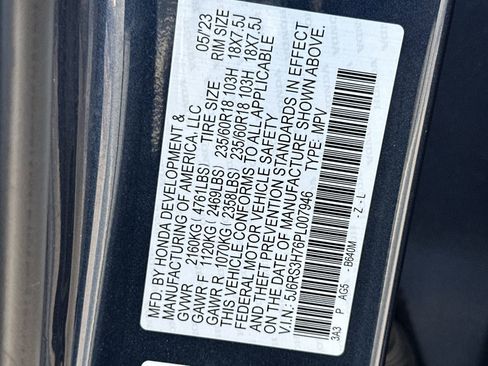 MFD. BY HONDA DEVELOPMENT &
MANUFACTURING OF AMERICA, LLC 05/'23
GVWR 2160KG ( 4761LBS) TIRE SIZE RIM SIZE
GAWR F 1120KG ( 2469LBS) 235/60R18 103H 18X7.5J
GAWR R 1070KG ( 2358LBS) 235/60R18 103H 18X7.5J
THIS VEHICLE CONFORMS TO ALL APPLICABLE
FEDERAL MOTOR VEHICLE SAFETY
AND THEFT PREVENTION STANDARDS IN EFFECT
ON THE DATE OF MANUFACTURE SHOWN ABOVE.
V.I.N: 5J6RS3H76PL007946 TYPE: MPV
3A3 P AG5 - B640M - Z - L